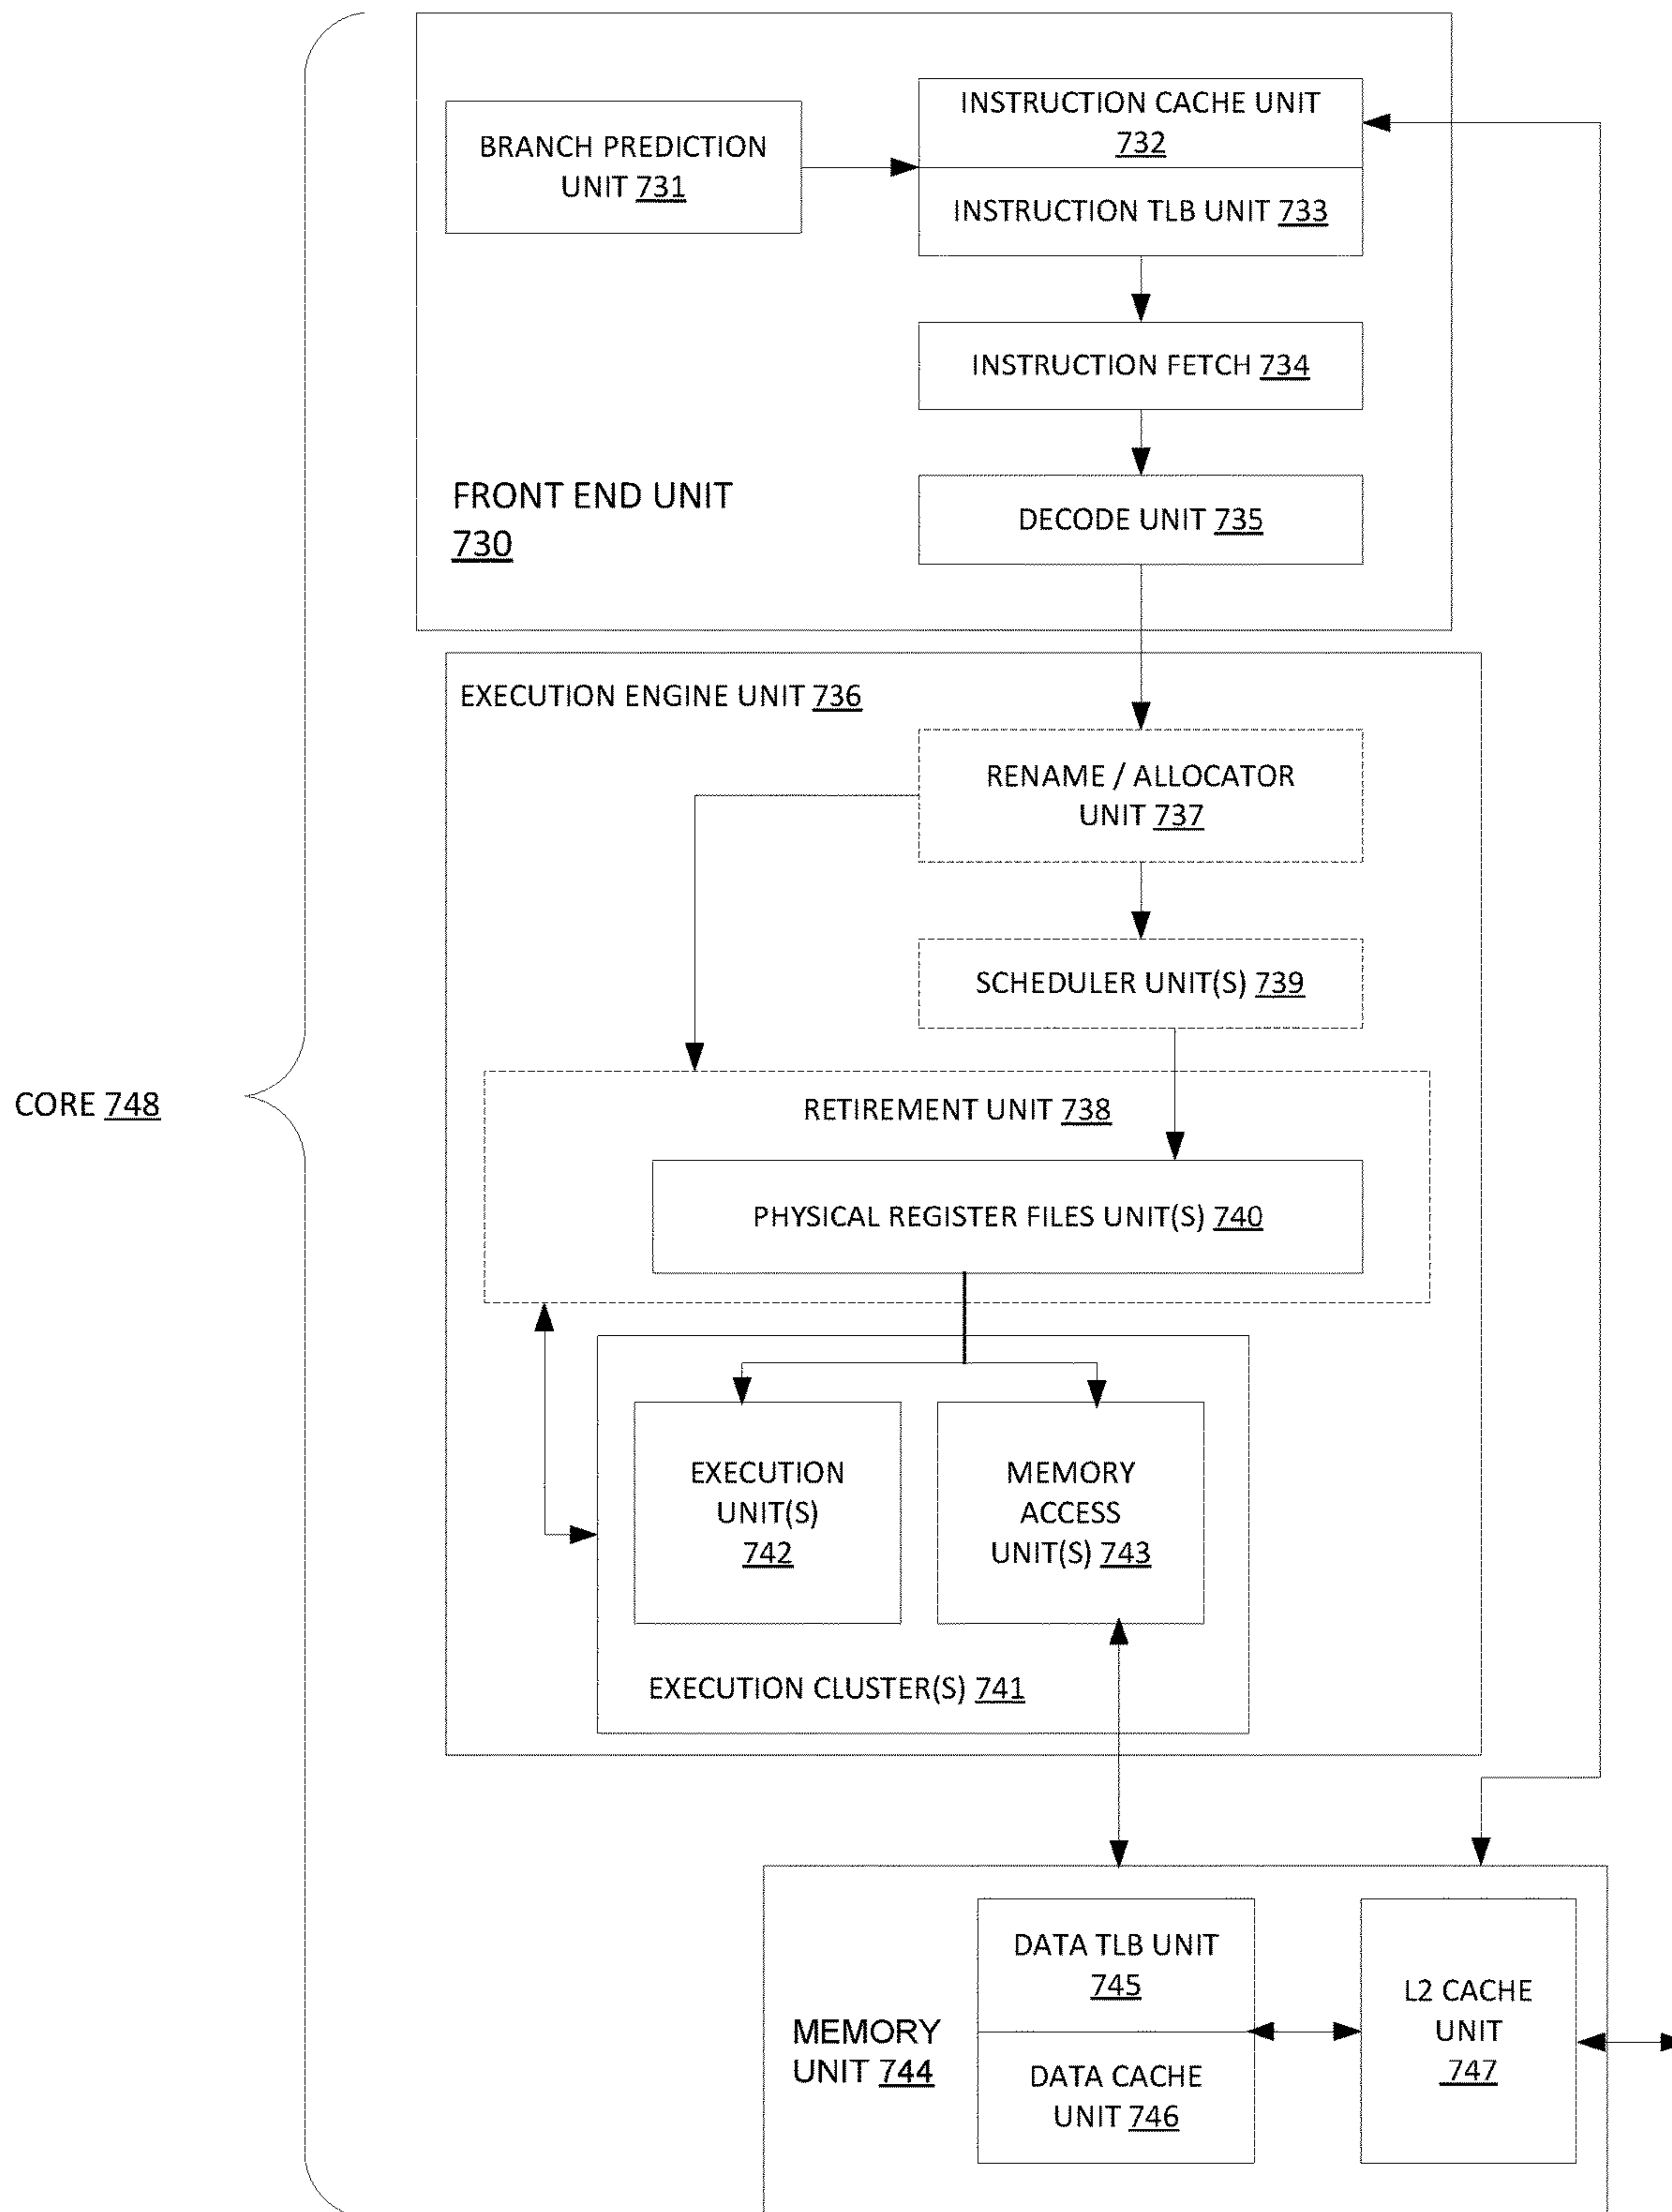 INSTRUCTION CACHE UNIT
732
BRANCH PREDICTION
UNIT 731
INSTRUCTION TLB UNIT 733
INSTRUCTION FETCH 734
FRONT END UNIT
730
DECODE UNIT 735
EXECUTION ENGINE UNIT 736
RENAME / ALLOCATOR
UNIT 737
SCHEDULER UNIT(S) 739
CORE 748
RETIREMENT UNIT 738
PHYSICAL REGISTER FILES UNIT(S) 740
EXECUTION
UNIT(S)
742
MEMORY
ACCESS
UNIT(S) 743
EXECUTION CLUSTER(S) 741
MEMORY
UNIT 744
DATA TLB UNIT
745
DATA CACHE
UNIT 746
L2 CACHE
UNIT
747